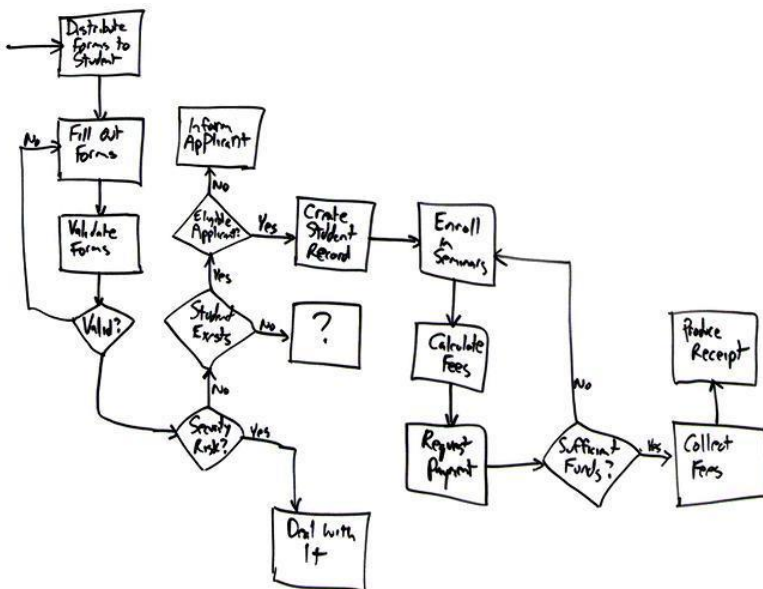 Distribute
Forms to
Student
No
Fill Out
Forms
Validate
Forms
Valid?
Inform
Applicant
No
Eligible
Applicant?
Yes
Create
Student
Record
Yes
Student
Exists
No
?
No
Security
Risk?
Yes
Deal with
It
Enroll
in
Seminars
Calculate
Fees
Request
Payment
No
Sufficient
Funds?
Yes
Collect
Fees
Produce
Receipt